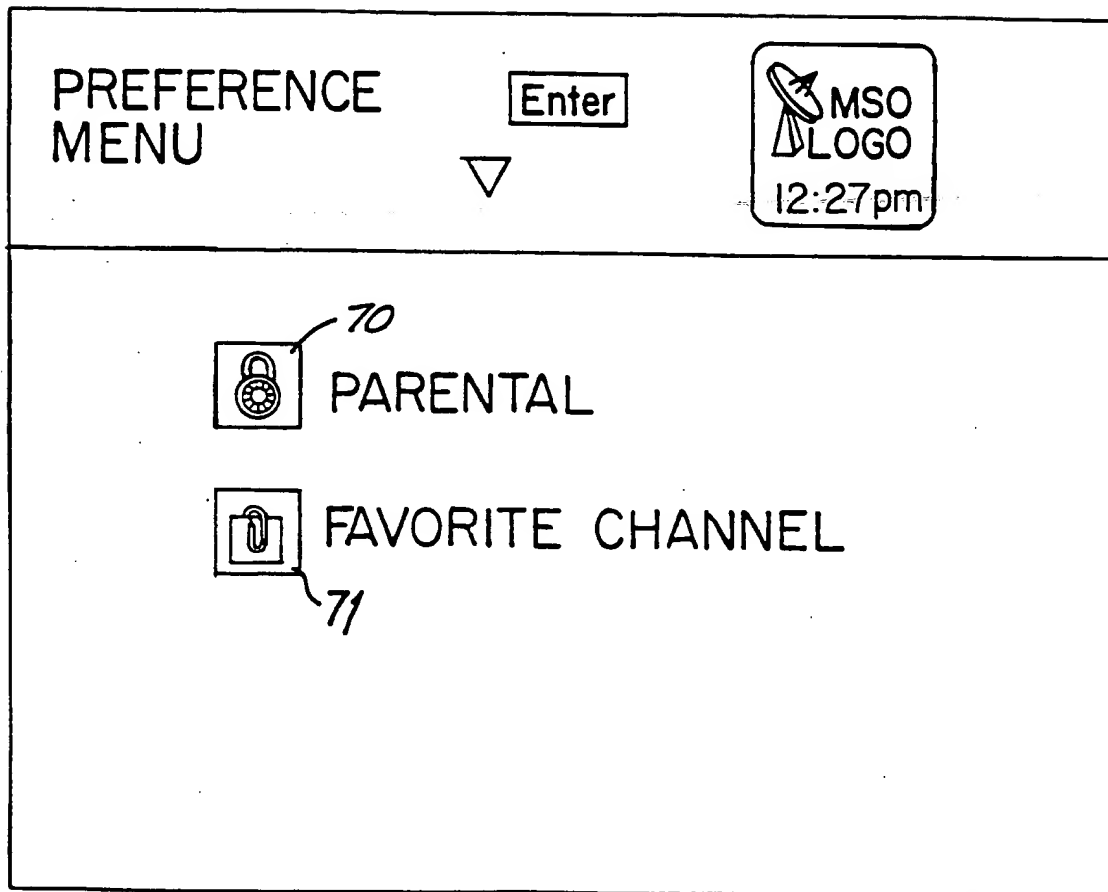 PREFERENCE
MENU
Enter
MSO
LOGO
12:27pm
70
PARENTAL
FAVORITE CHANNEL
71